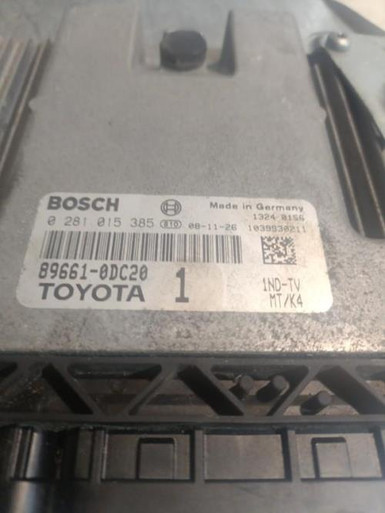 BOSCH Made in Germany
0 281 015 385 610 08-11-26 1324 8156
1039S30211
89661-0DC20
TOYOTA 1 1ND-TV
MT/K4